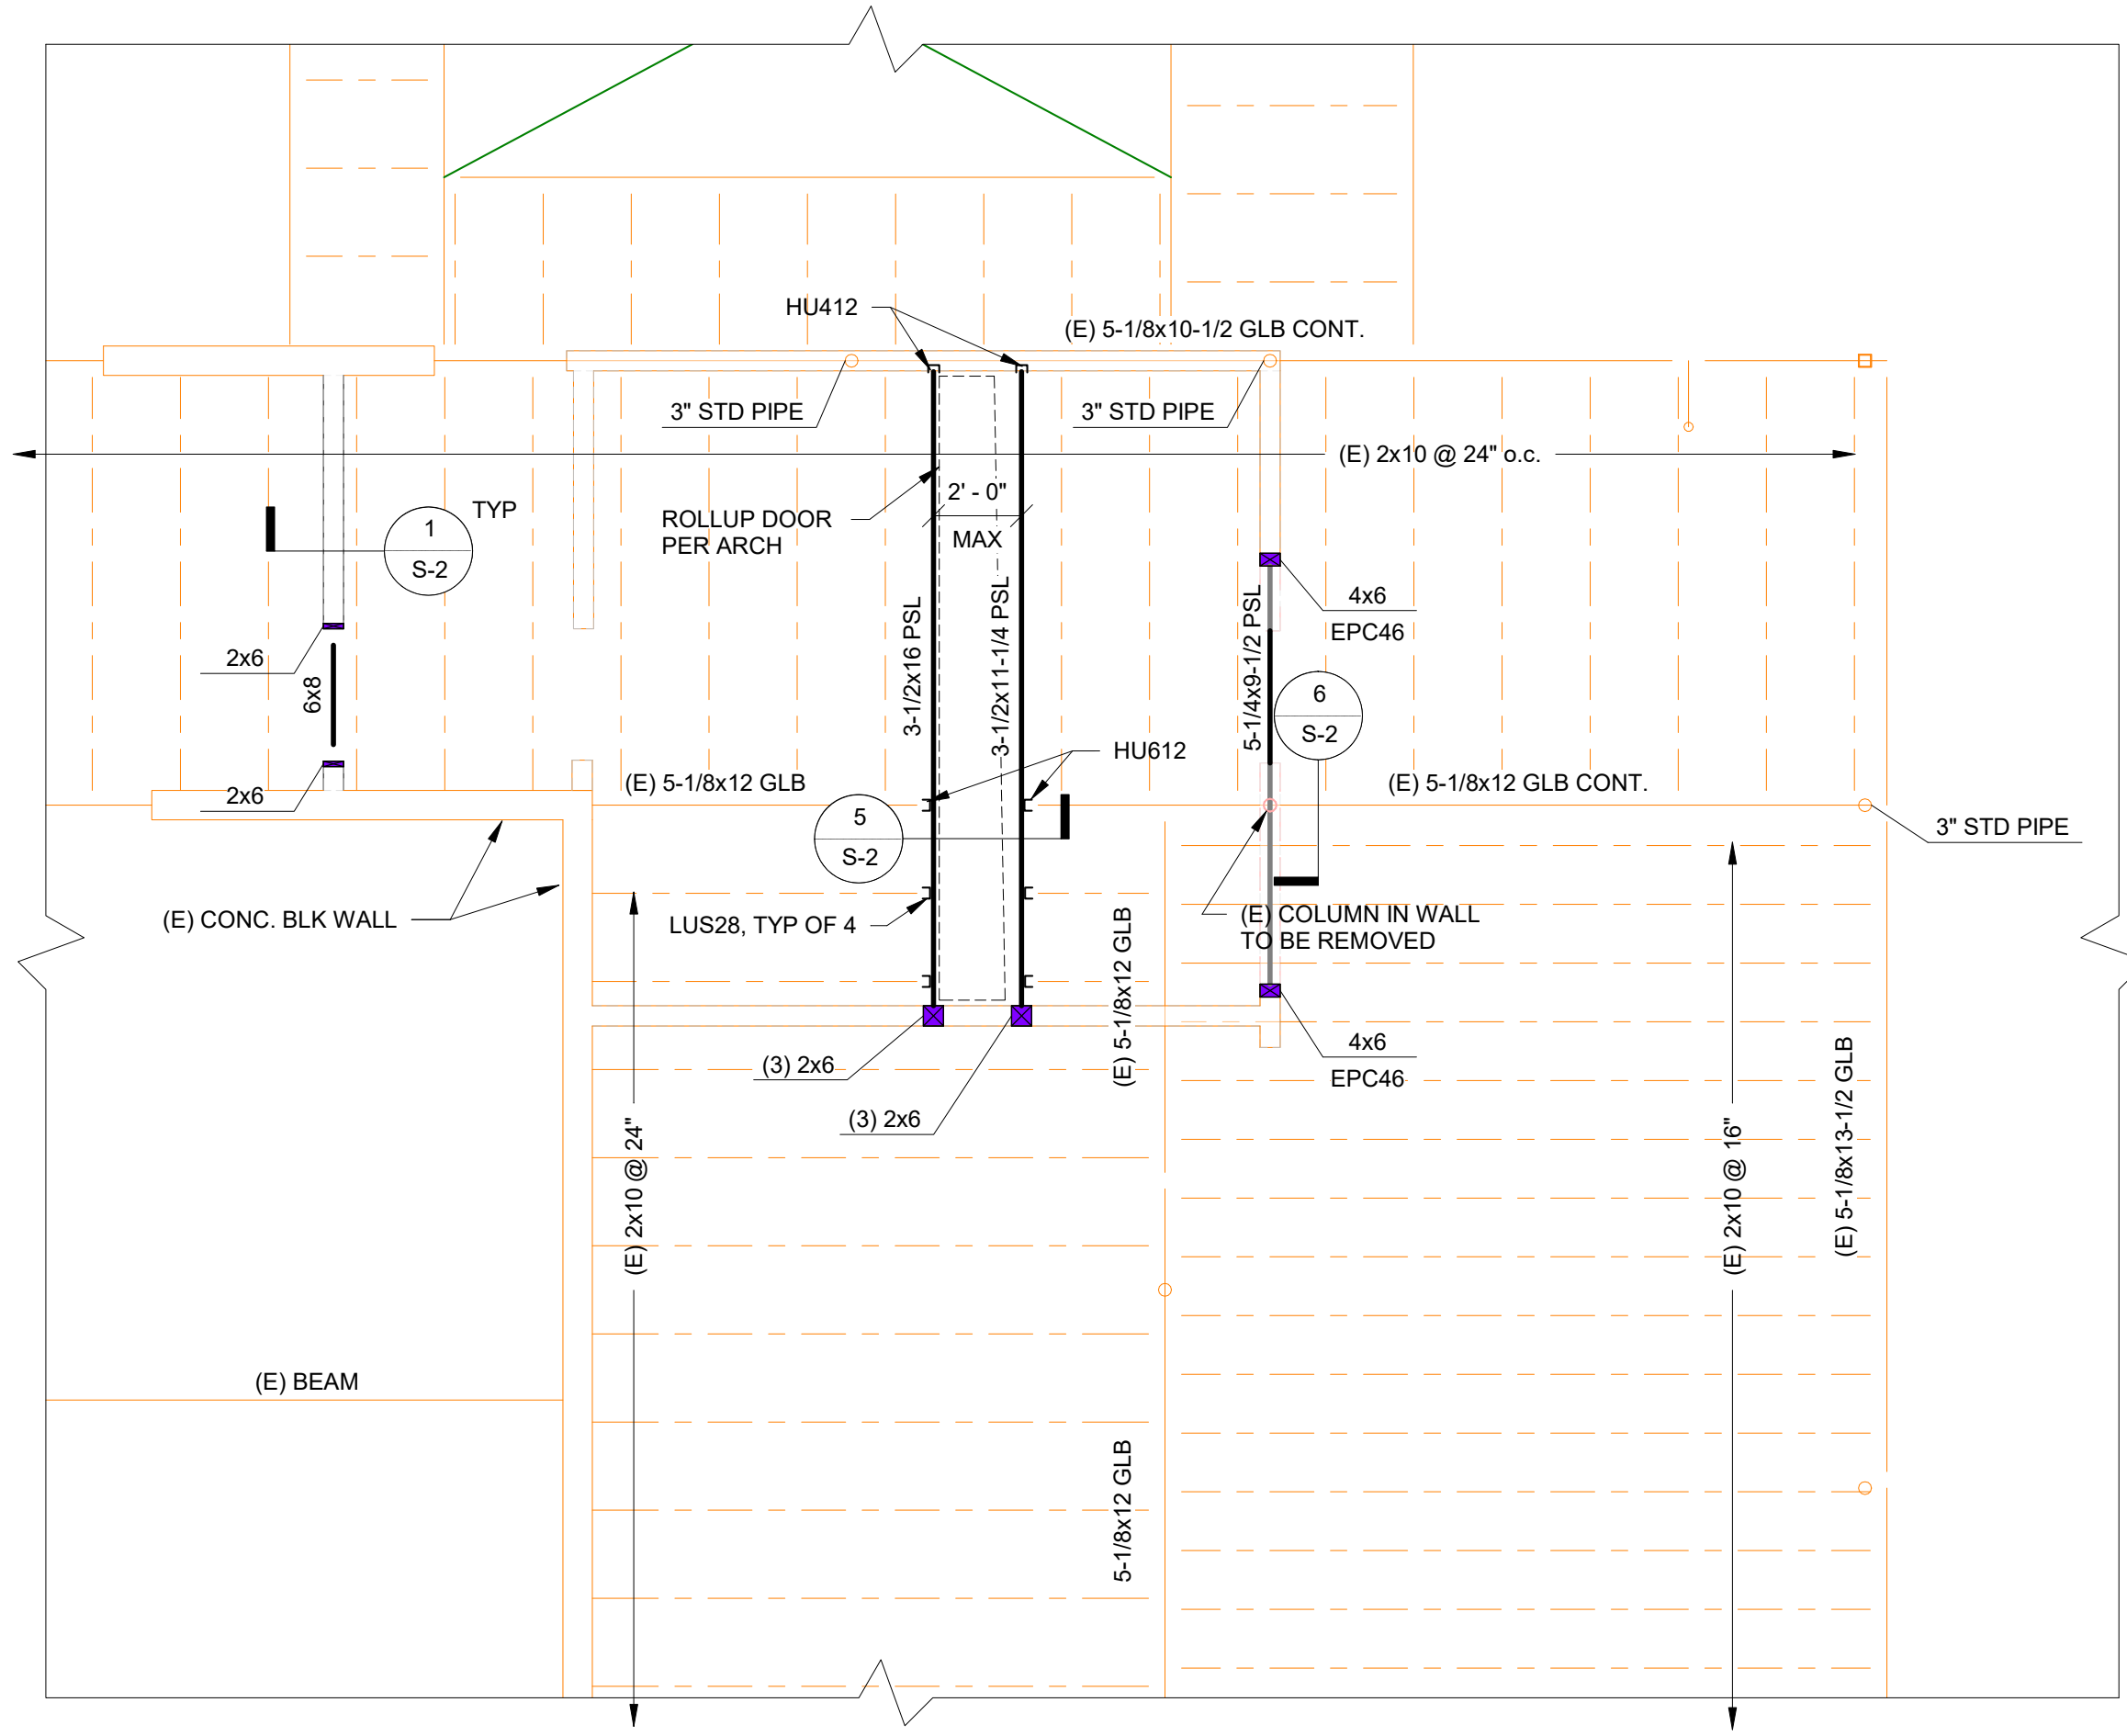 HU412
(E) 5-1/8x10-1/2 GLB CONT.
3" STD PIPE
3" STD PIPE
(E) 2x10 @ 24" o.c.
2' - 0"
MAX
TYP
1
S-2
ROLLUP DOOR
PER ARCH
3-1/2x16 PSL
3-1/2x11-1/4 PSL
5-1/4x9-1/2 PSL
4x6
EPC46
2x6
6x8
2x6
6
S-2
HU612
(E) 5-1/8x12 GLB
(E) 5-1/8x12 GLB CONT.
5
S-2
3" STD PIPE
(E) CONC. BLK WALL
LUS28, TYP OF 4
(E) COLUMN IN WALL
TO BE REMOVED
(E) 5-1/8x12 GLB
4x6
EPC46
(3) 2x6
(3) 2x6
(E) 2x10 @ 24"
(E) 2x10 @ 16"
(E) 5-1/8x13-1/2 GLB
(E) BEAM
5-1/8x12 GLB